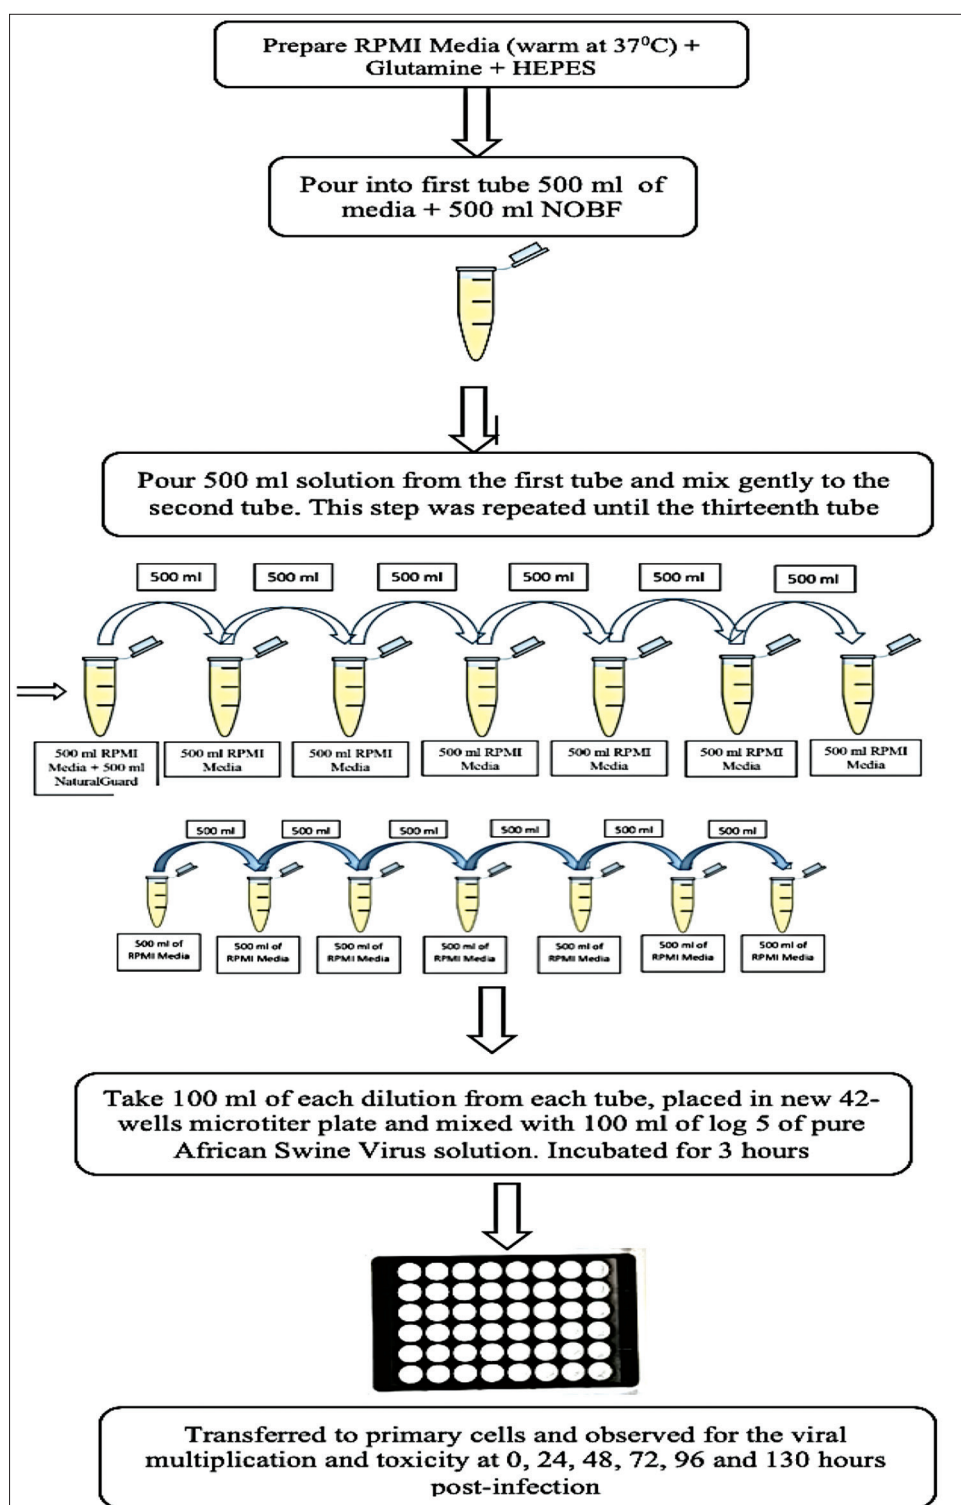 Prepare RPMI Media (warm at 37⁰C) +
Glutamine + HEPES
Pour into first tube 500 ml of
media + 500 ml NOBF
Pour 500 ml solution from the first tube and mix gently to the
second tube. This step was repeated until the thirteenth tube
500 ml
500 ml
500 ml
500 ml
500 ml
500 ml
500 ml RPMI
Media + 500 ml
NaturalGuard
500 ml RPMI
Media
500 ml RPMI
Media
500 ml RPMI
Media
500 ml RPMI
Media
500 ml RPMI
Media
500 ml RPMI
Media
500 ml
500 ml
500 ml
500 ml
500 ml
500 ml
500 ml of
RPMI Media
500 ml of
RPMI Media
500 ml of
RPMI Media
500 ml of
RPMI Media
500 ml of
RPMI Media
500 ml of
RPMI Media
500 ml of
RPMI Media
Take 100 ml of each dilution from each tube, placed in new 42-
wells microtiter plate and mixed with 100 ml of log 5 of pure
African Swine Virus solution. Incubated for 3 hours
Transferred to primary cells and observed for the viral
multiplication and toxicity at 0, 24, 48, 72, 96 and 130 hours
post-infection